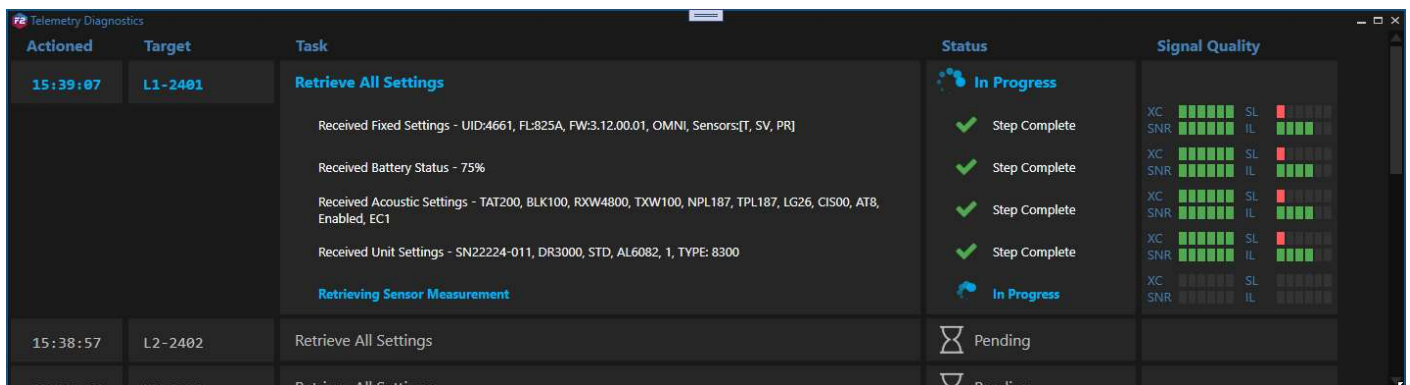 F2 Telemetry Diagnostics
Actioned Target Task Status Signal Quality
15:39:07 L1-2401 Retrieve All Settings In Progress
Received Fixed Settings - UID:4661, FL:825A, FW:3.12.00.01, OMNI, Sensors:[T, SV, PR] Step Complete XC SL
SNR IL
Received Battery Status - 75% Step Complete XC SL
SNR IL
Received Acoustic Settings - TAT200, BLK100, RXW4800, TXW100, NPL187, TPL187, LG26, CIS00, AT8,
Enabled, EC1 Step Complete XC SL
SNR IL
Received Unit Settings - SN22224-011, DR3000, STD, AL6082, 1, TYPE: 8300 Step Complete XC SL
SNR IL
Retrieving Sensor Measurement In Progress XC SL
SNR IL
15:38:57 L2-2402 Retrieve All Settings Pending